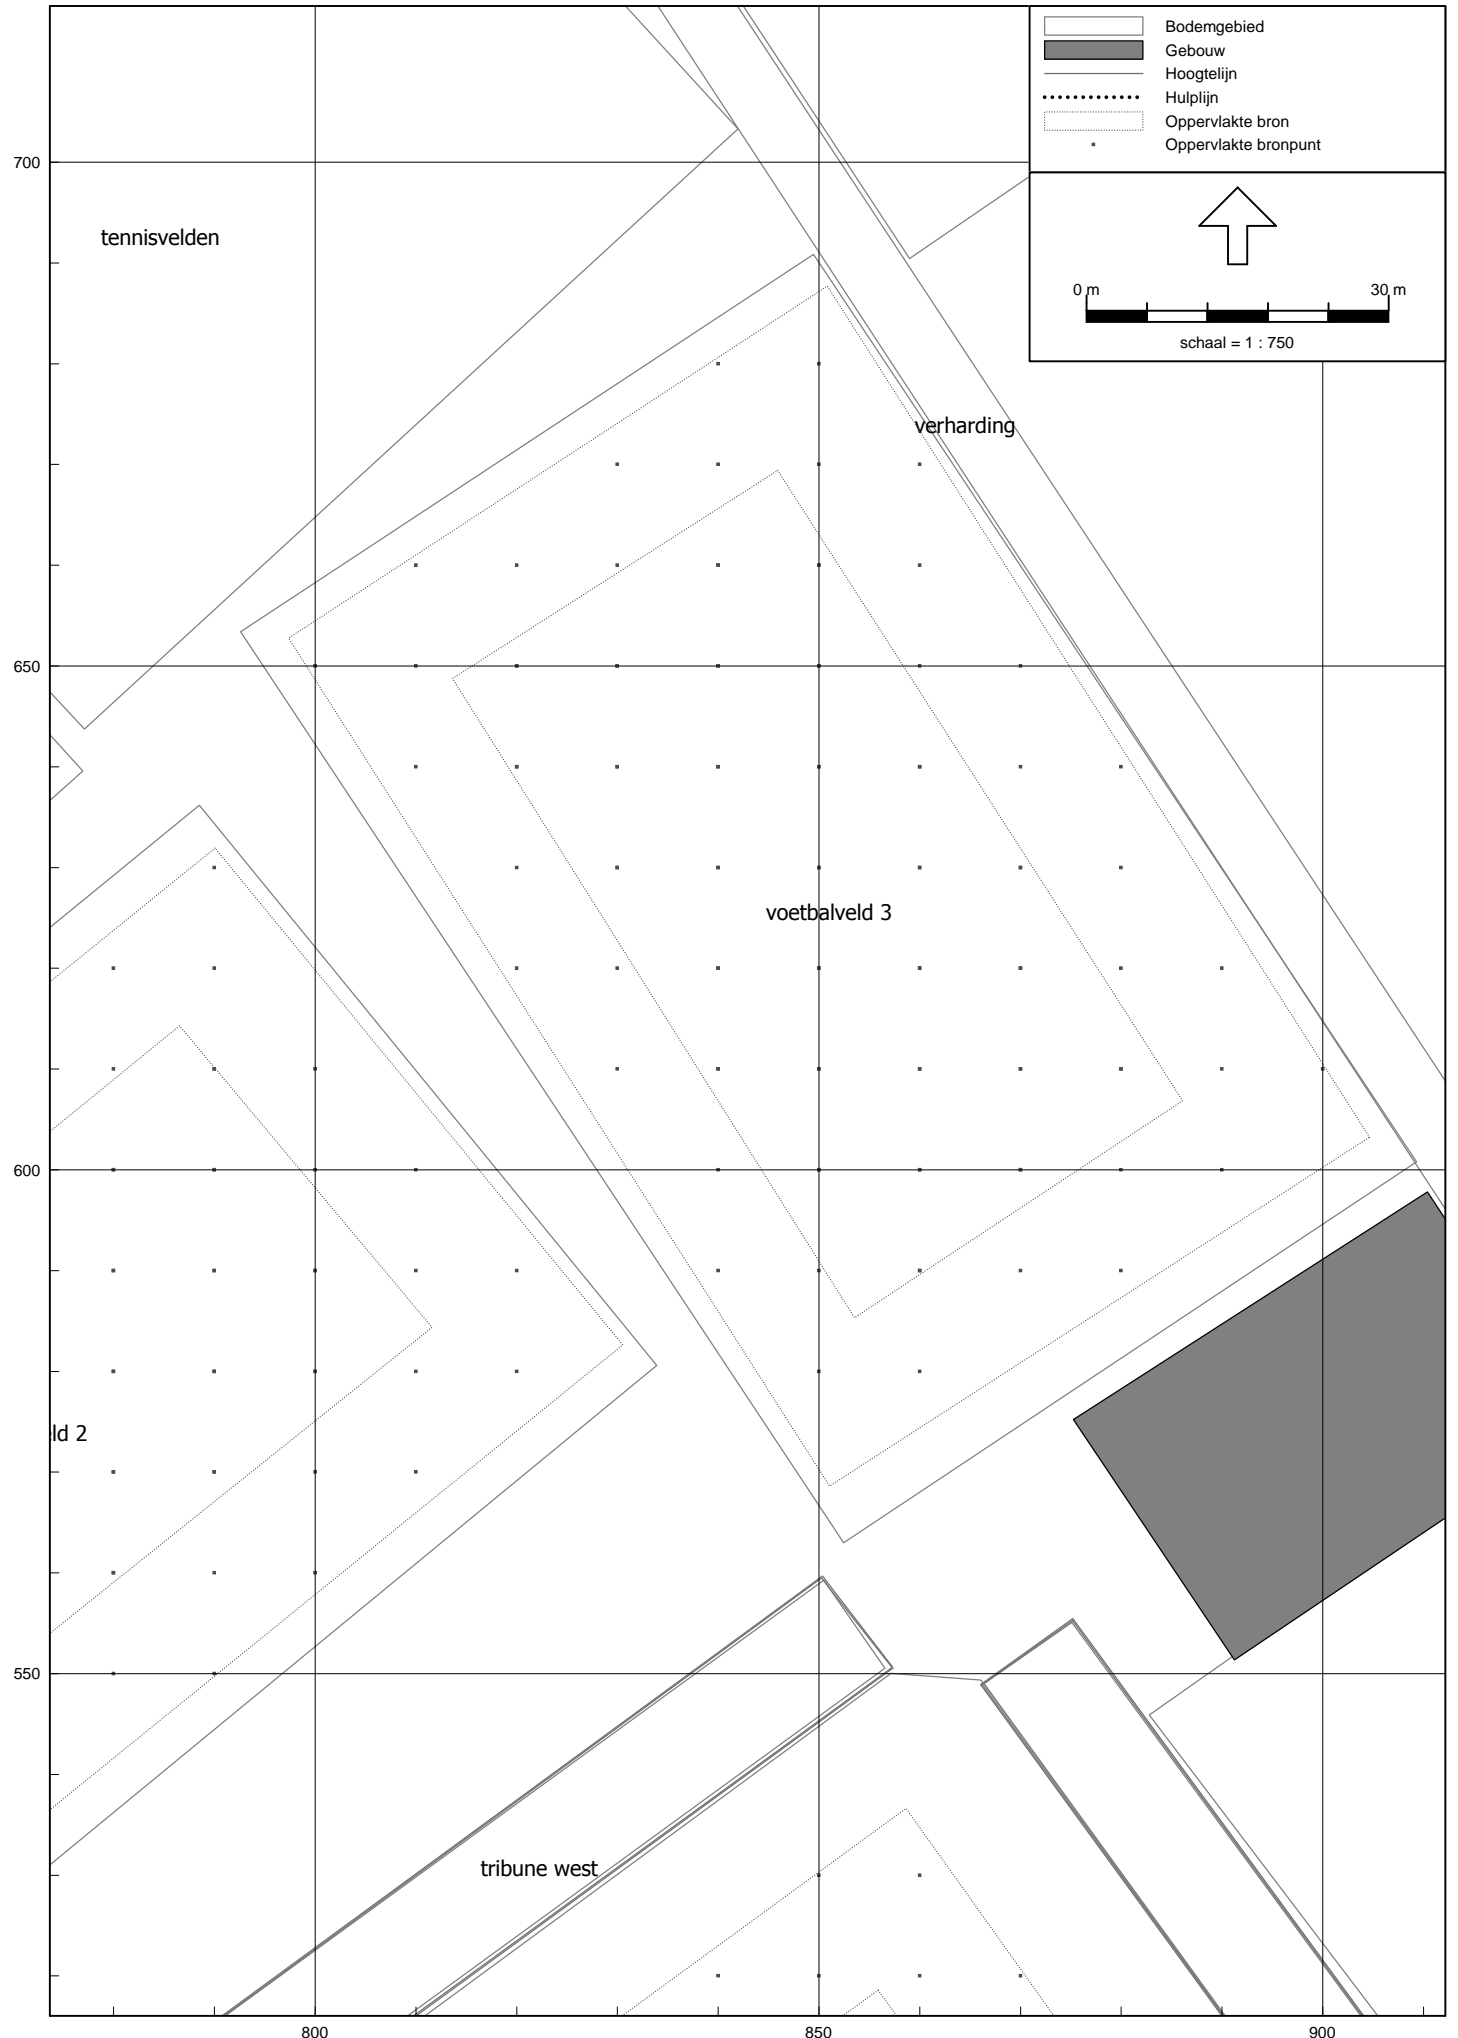 Bodemgebied
Gebouw
Hoogtelijn
Hulplijn
Oppervlakte bron
Oppervlakte bronpunt
0 m 30 m
schaal = 1 : 750
700
tennisvelden
verharding
650
voetbalveld 3
600
ld 2
550
tribune west
800 850 900